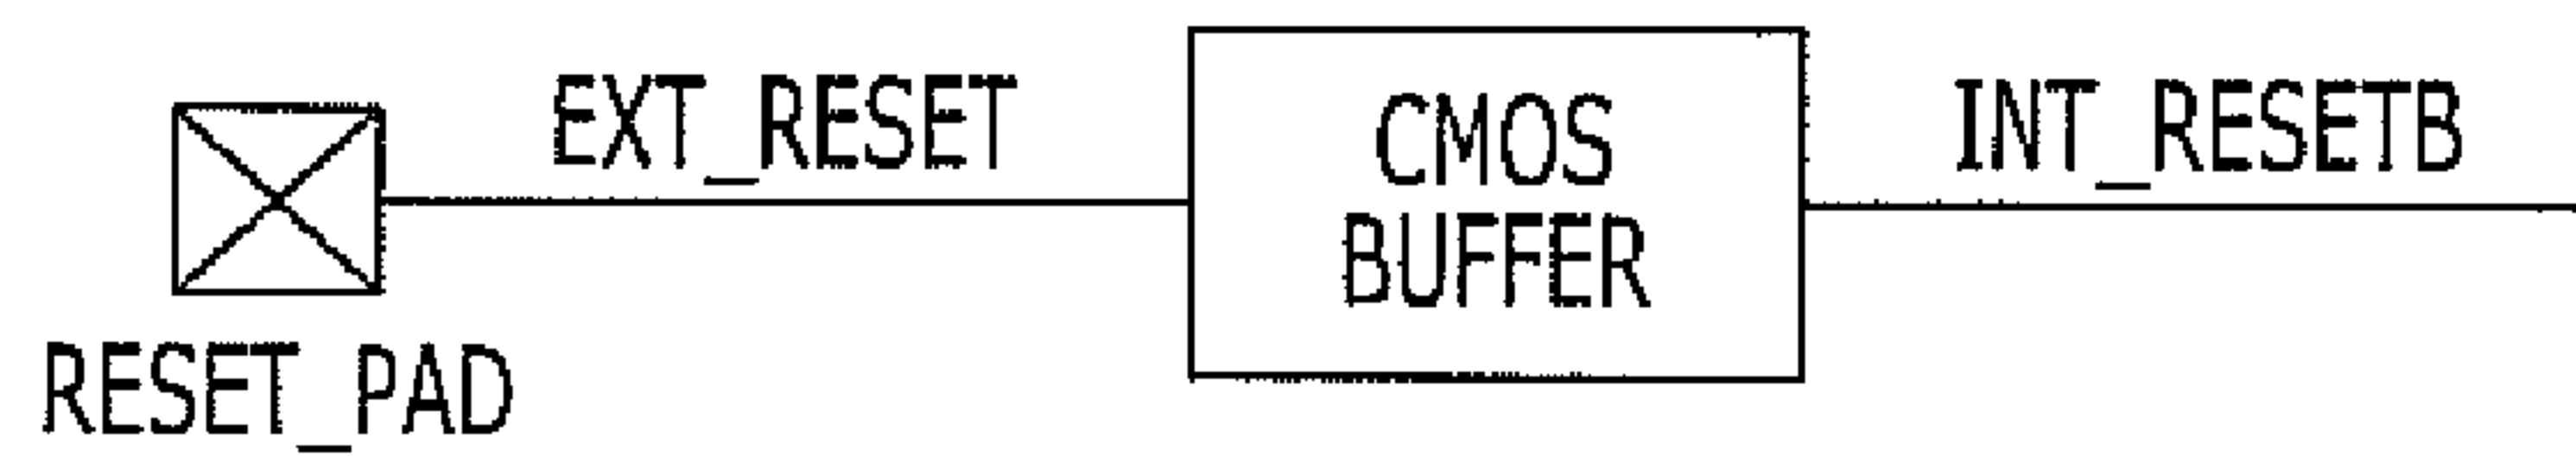 EXT_RESET
CMOS
BUFFER
INT_RESETB
RESET_PAD